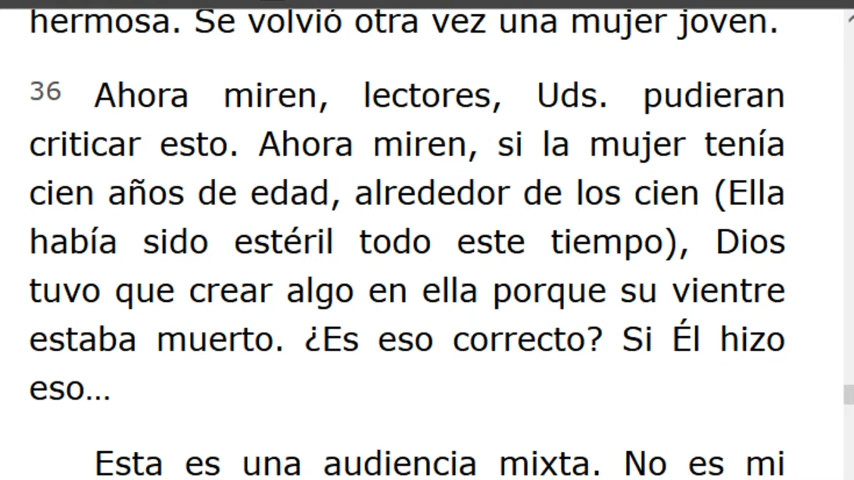 hermosa. Se volvió otra vez una mujer joven.
36 Ahora miren, lectores, Uds. pudieran
criticar esto. Ahora miren, si la mujer tenía
cien años de edad, alrededor de los cien (Ella
había sido estéril todo este tiempo), Dios
tuvo que crear algo en ella porque su vientre
estaba muerto. ¿Es eso correcto? Si Él hizo
eso...
Esta es una audiencia mixta. No es mi